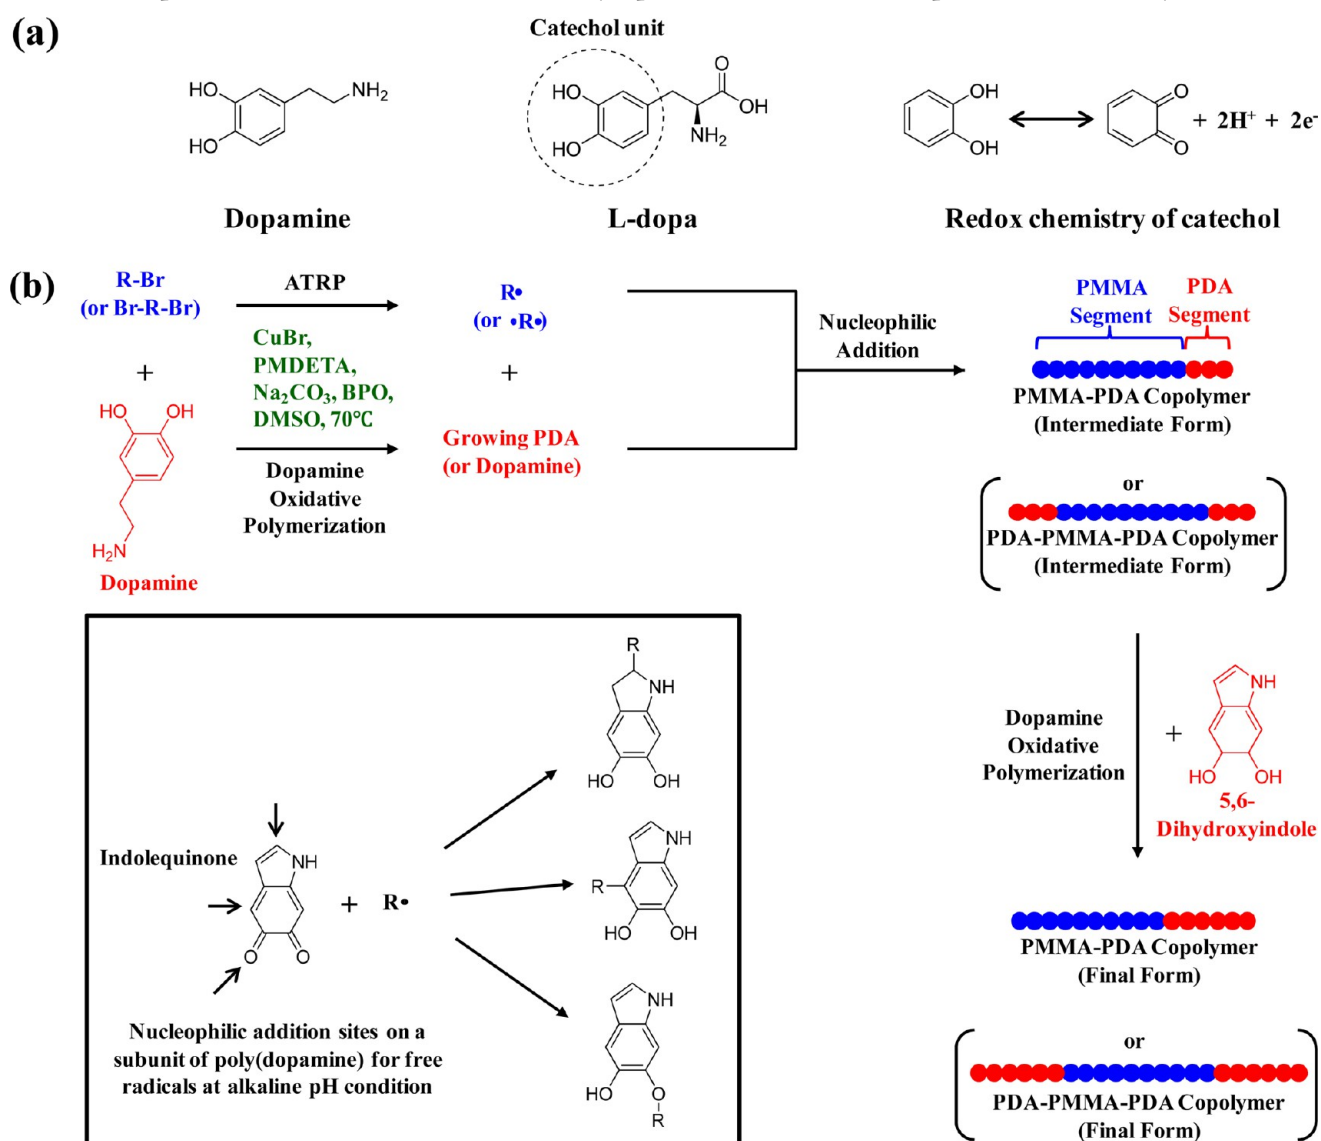 (a)
Catechol unit
HO
HO
NH2
HO
HO
O
OH
NH2
OH
OH
O
O
+ 2H+ + 2e-
Dopamine
L-dopa
Redox chemistry of catechol
(b)
R-Br
(or Br-R-Br)
+
HO
OH
H2N
Dopamine
ATRP
CuBr,
PMDETA,
Na2CO3, BPO,
DMSO, 70℃
Dopamine
Oxidative
Polymerization
R•
(or •R•)
+
Growing PDA
(or Dopamine)
Nucleophilic
Addition
PMMA
Segment
PDA
Segment
PMMA-PDA Copolymer
(Intermediate Form)
or
PDA-PMMA-PDA Copolymer
(Intermediate Form)
Dopamine
Oxidative
Polymerization
+
NH
HO
OH
5,6-
Dihydroxyindole
PMMA-PDA Copolymer
(Final Form)
or
PDA-PMMA-PDA Copolymer
(Final Form)
Indolequinone
NH
O
O
+ R•
Nucleophilic addition sites on a
subunit of poly(dopamine) for free
radicals at alkaline pH condition
R
NH
HO
OH
NH
R
HO
OH
NH
HO
O
R